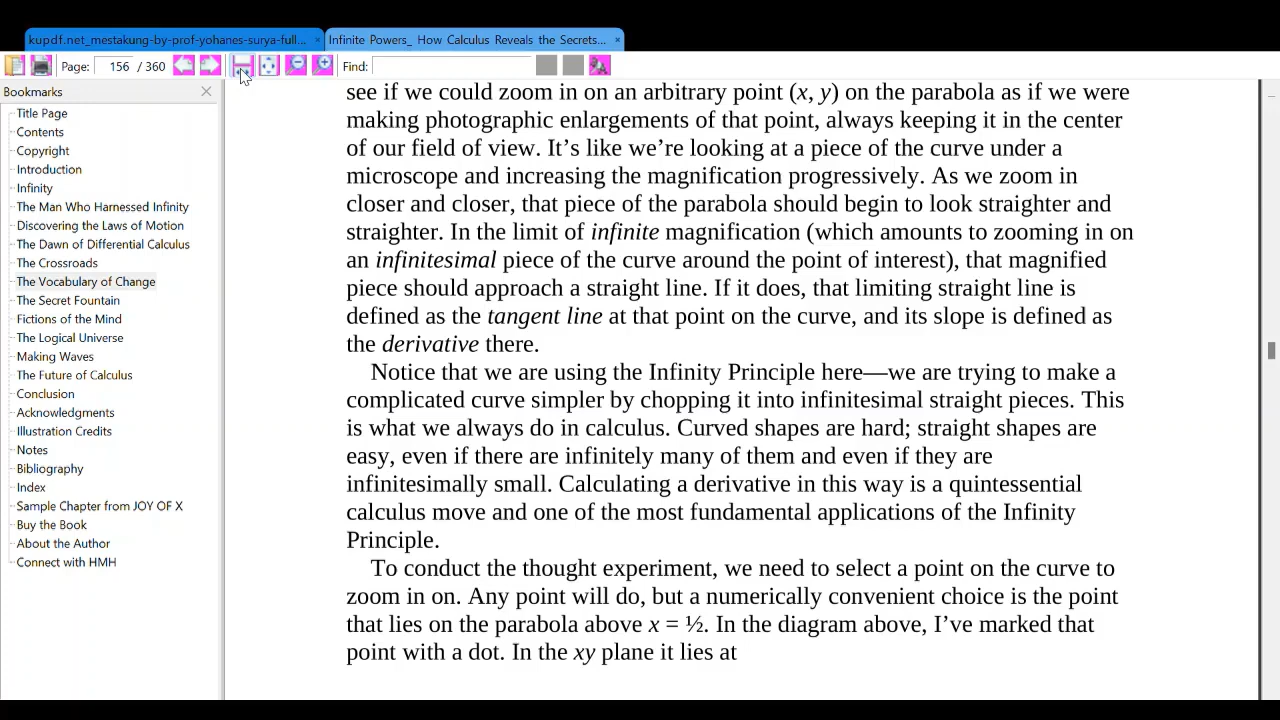 kupdf.net_mestakung-by-prof-yohanes-surya-full...
Infinite Powers_ How Calculus Reveals the Secrets...
Page: 156 / 360
Find:
Bookmarks
Title Page
Contents
Copyright
Introduction
Infinity
The Man Who Harnessed Infinity
Discovering the Laws of Motion
The Dawn of Differential Calculus
The Crossroads
The Vocabulary of Change
The Secret Fountain
Fictions of the Mind
The Logical Universe
Making Waves
The Future of Calculus
Conclusion
Acknowledgments
Illustration Credits
Notes
Bibliography
Index
Sample Chapter from JOY OF X
Buy the Book
About the Author
Connect with HMH
see if we could zoom in on an arbitrary point (x, y) on the parabola as if we were
making photographic enlargements of that point, always keeping it in the center
of our field of view. It’s like we’re looking at a piece of the curve under a
microscope and increasing the magnification progressively. As we zoom in
closer and closer, that piece of the parabola should begin to look straighter and
straighter. In the limit of infinite magnification (which amounts to zooming in on
an infinitesimal piece of the curve around the point of interest), that magnified
piece should approach a straight line. If it does, that limiting straight line is
defined as the tangent line at that point on the curve, and its slope is defined as
the derivative there.
Notice that we are using the Infinity Principle here—we are trying to make a
complicated curve simpler by chopping it into infinitesimal straight pieces. This
is what we always do in calculus. Curved shapes are hard; straight shapes are
easy, even if there are infinitely many of them and even if they are
infinitesimally small. Calculating a derivative in this way is a quintessential
calculus move and one of the most fundamental applications of the Infinity
Principle.
To conduct the thought experiment, we need to select a point on the curve to
zoom in on. Any point will do, but a numerically convenient choice is the point
that lies on the parabola above x = ½. In the diagram above, I’ve marked that
point with a dot. In the xy plane it lies at